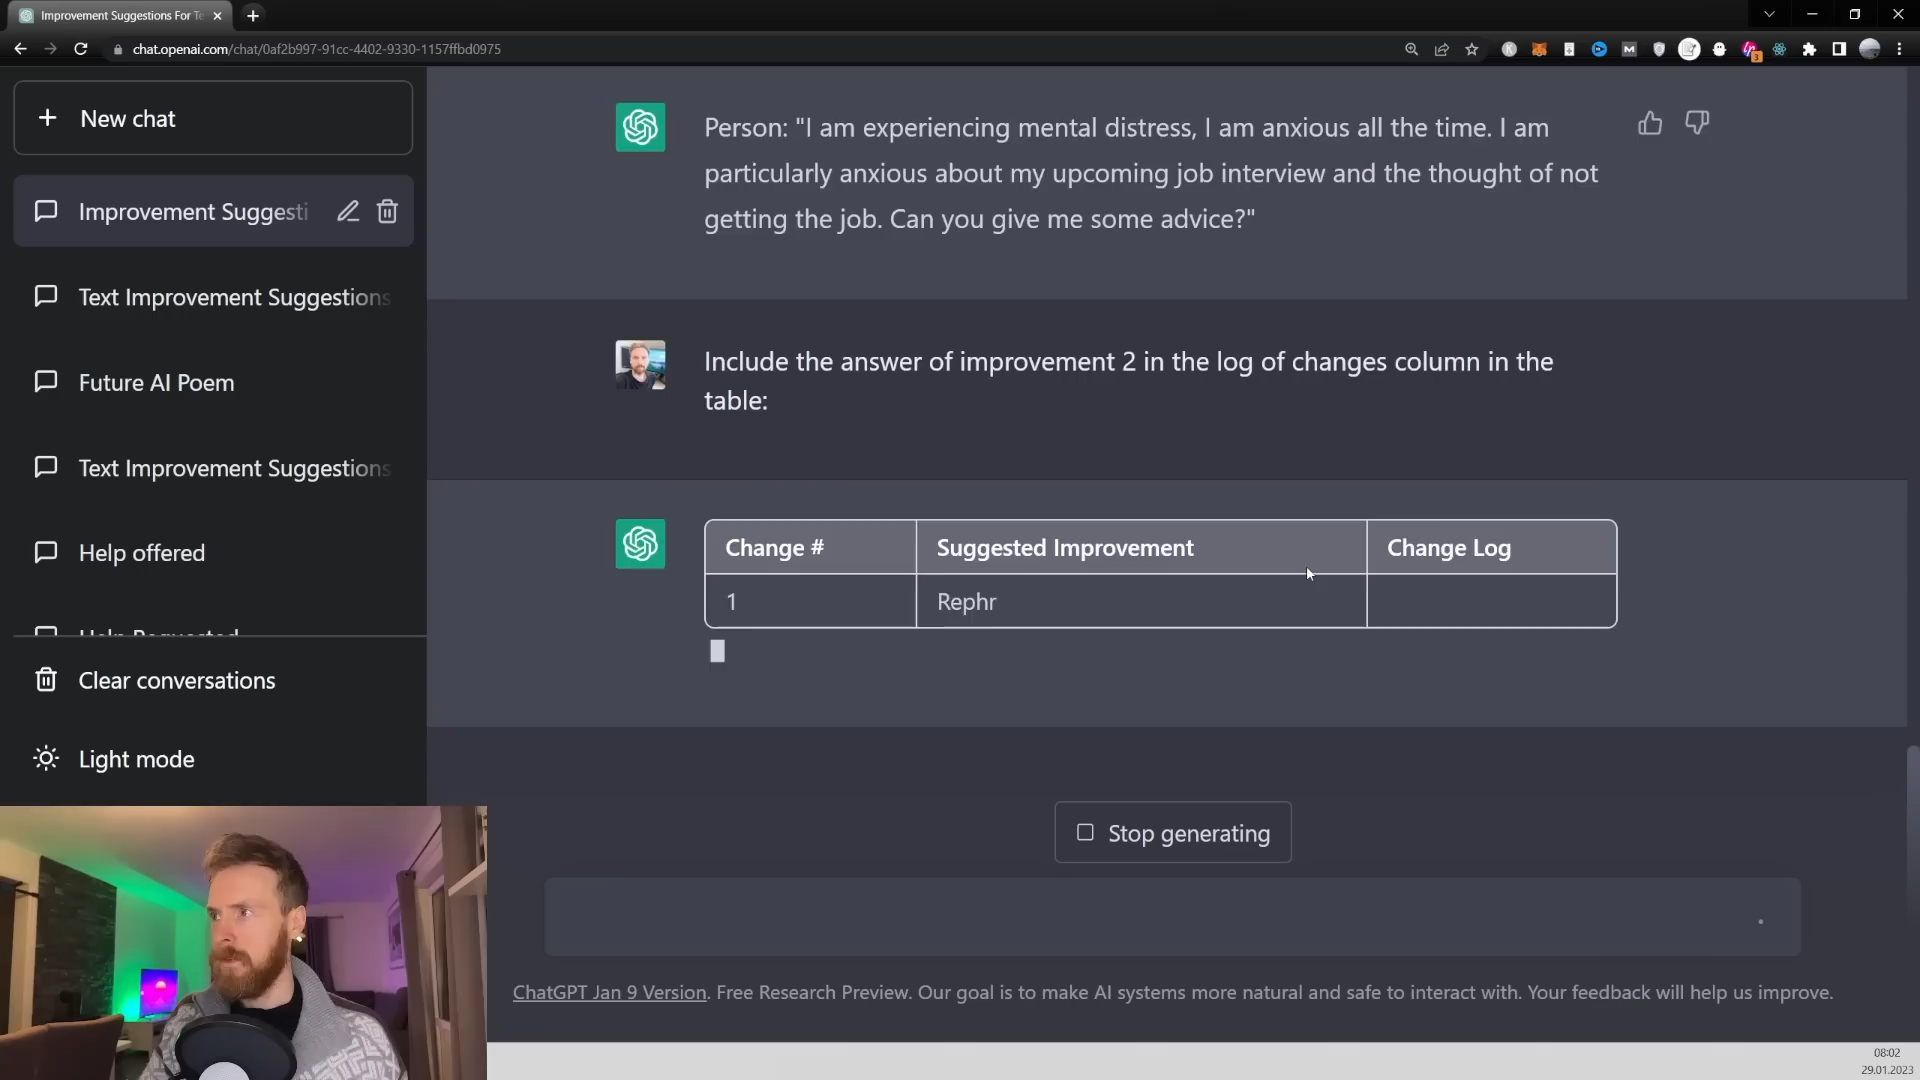 Improvement Suggestions For Te
chat.openai.com/chat/0af2b997-91cc-4402-9330-1157ffbd0975
New chat
Improvement Suggesti
Text Improvement Suggestions
Future AI Poem
Text Improvement Suggestions
Help offered
Help Requested
Clear conversations
Light mode
Person: "I am experiencing mental distress, I am anxious all the time. I am
particularly anxious about my upcoming job interview and the thought of not
getting the job. Can you give me some advice?"
Include the answer of improvement 2 in the log of changes column in the
table:
Change # Suggested Improvement Change Log
1 Rephr
Stop generating
ChatGPT Jan 9 Version. Free Research Preview. Our goal is to make AI systems more natural and safe to interact with. Your feedback will help us improve.
08:02
29.01.2023